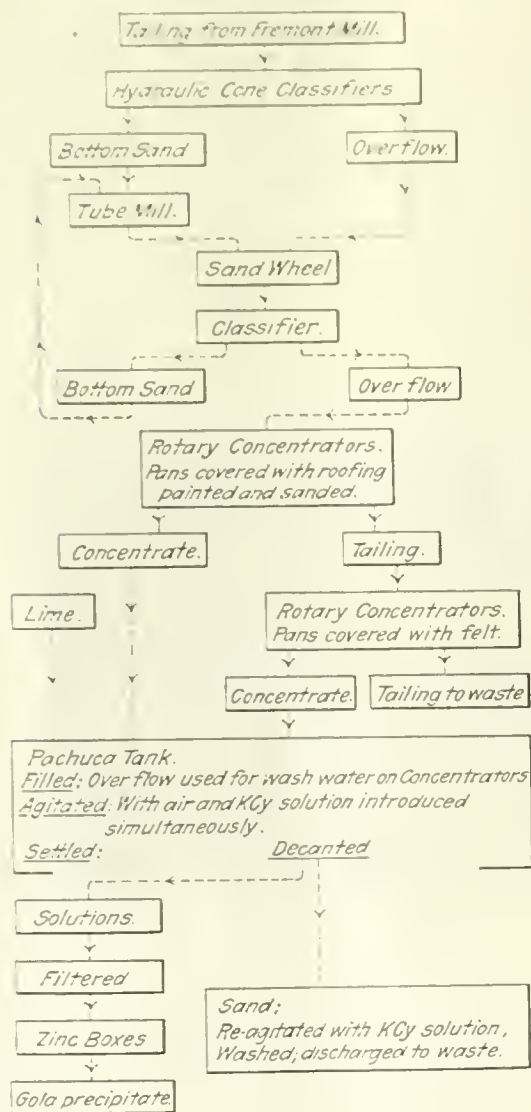 Tailing from Fremont Mill.
Hydraulic Cone Classifiers
Bottom Sand
Overflow.
Tube Mill.
Sand Wheel
Classifier.
Bottom Sand
Over flow
Rotary Concentrators.
Pans covered with roofing
painted and sanded.
Concentrate.
Tailing.
Lime.
Rotary Concentrators.
Pans covered with felt.
Concentrate.
Tailing to waste
Pachuca Tank.
Filled; Over flow used for wash water on Concentrators
Agitated: With air and KCy solution introduced
simultaneously.
Settled:
Decanted
Solutions.
Filtered
Sand;
Re-agitated with KCy solution,
Washed; discharged to waste.
Zinc Boxes
Gola precipitate.